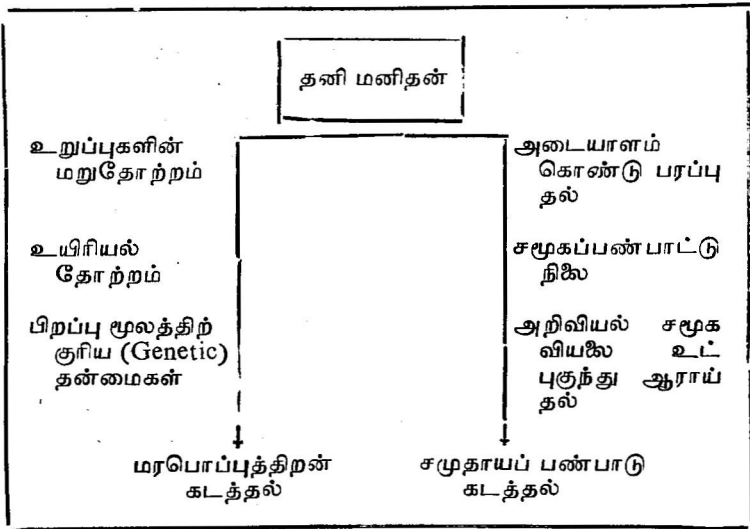 தனி மனிதன்
உறுப்புகளின்
மறுதோற்றம்
உயிரியல்
தோற்றம்
பிறப்பு மூலத்திற்
குரிய (Genetic)
தன்மைகள்
மரபொப்புத்திறன்
கடத்தல்
அடையாளம்
கொண்டு பரப்பு
தல்
சமூகப்பண்பாட்டு
நிலை
அறிவியல் சமூக
வியலை உட்
புகுந்து ஆராய்
தல்
சமுதாயப் பண்பாடு
கடத்தல்